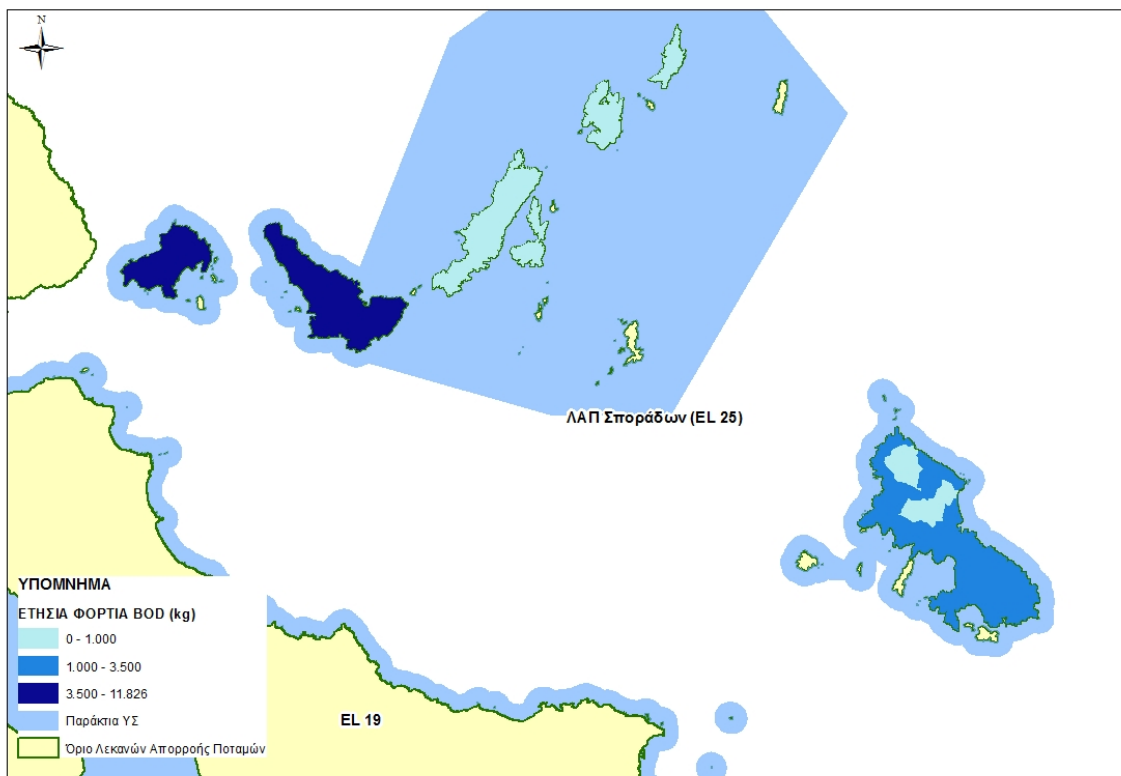 N
ΛΑΠ Σποράδων (EL 25)
ΥΠΟΜΝΗΜΑ
ΕΤΗΣΙΑ ΦΟΡΤΙΑ BOD (kg)
0 - 1.000
1.000 - 3.500
3.500 - 11.826
Παράκτια ΥΣ
Όριο Λεκανών Απορροής Ποταμών
EL 19